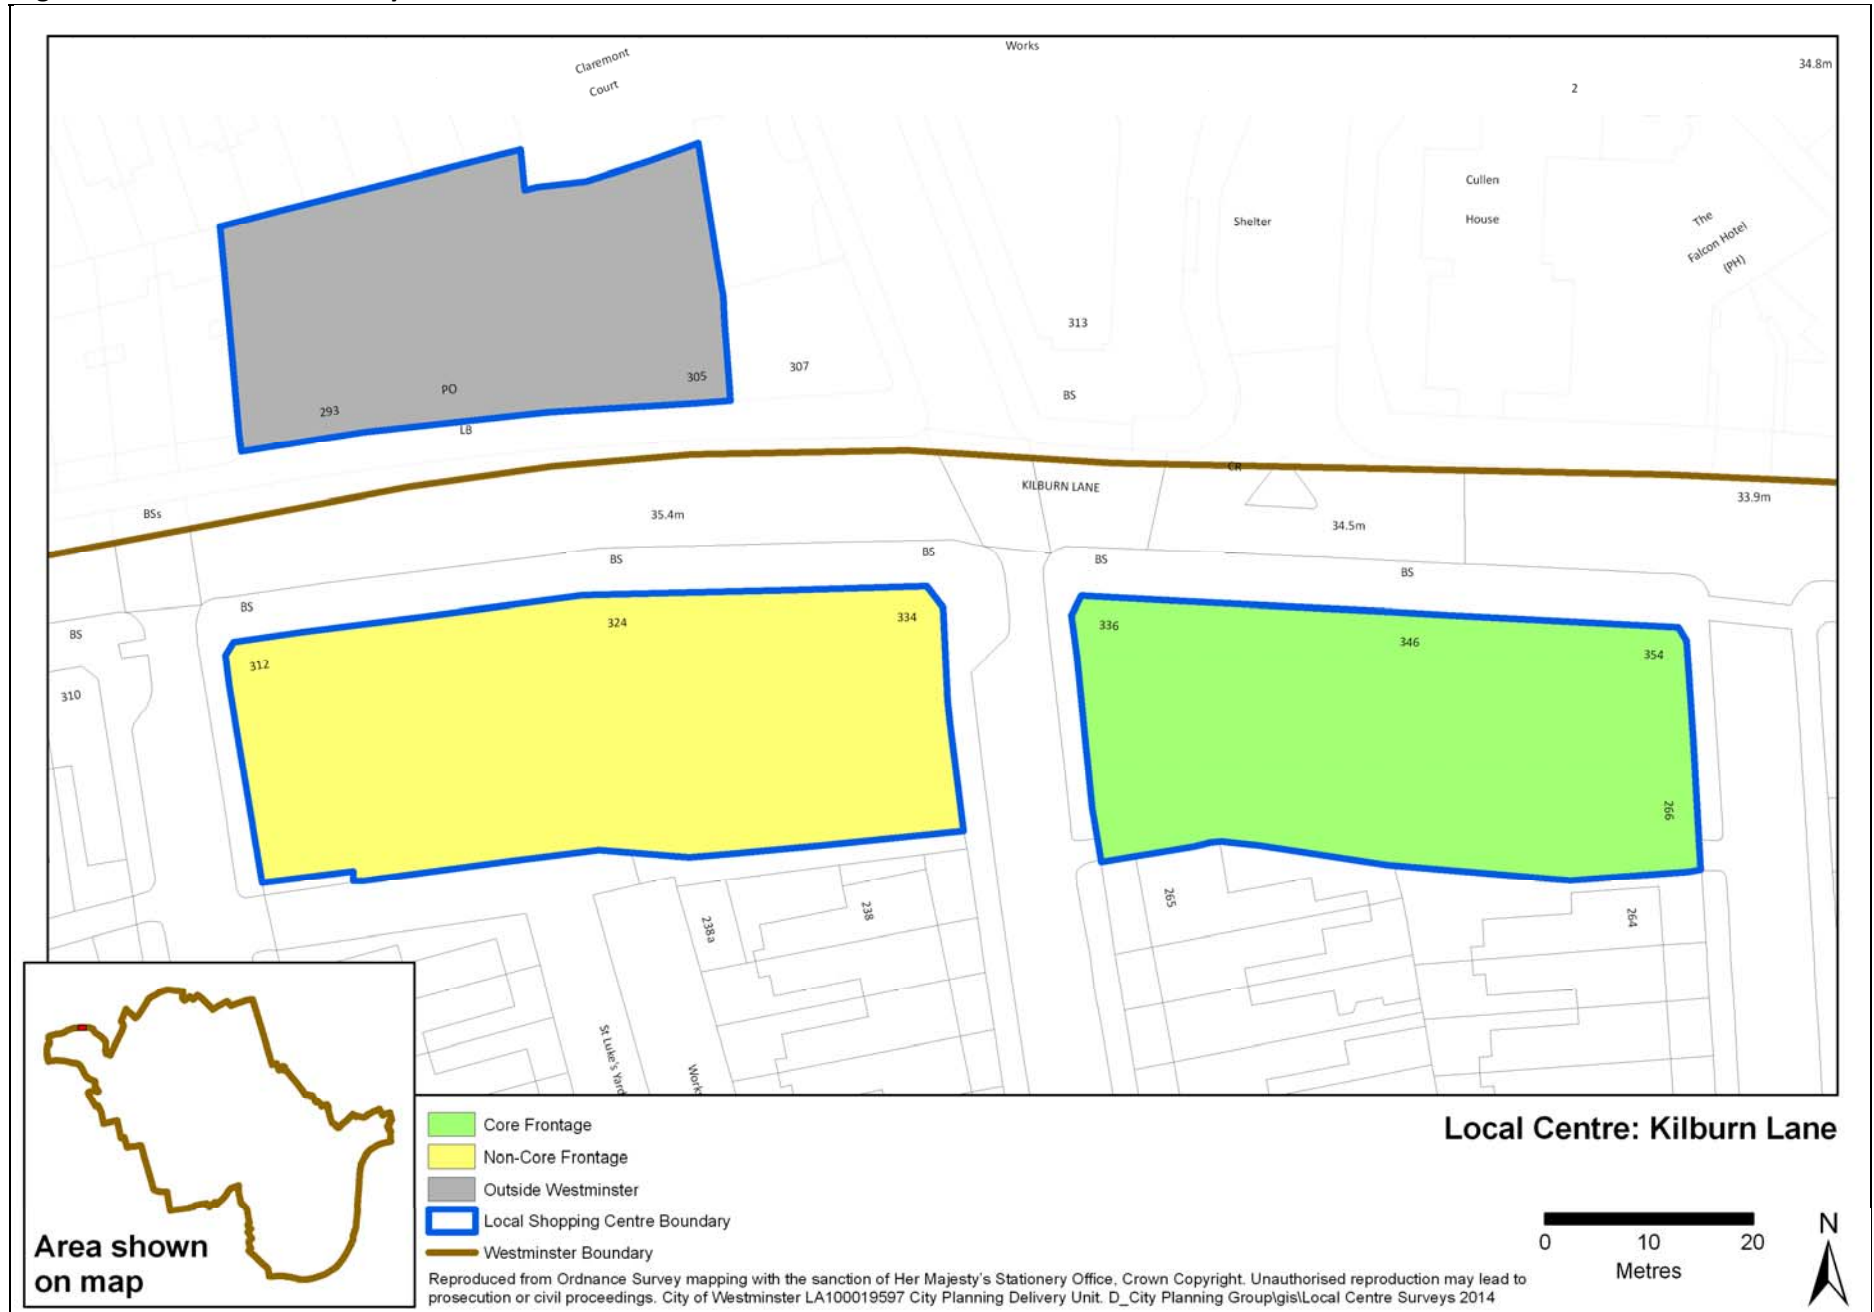 Claremont
Court
Works
34.8m
2
Cullen
House
Shelter
The
Falcon Hotel
(PH)
313
307
305
PO
293
BS
LB
CR
KILBURN LANE
33.9m
BSs
35.4m
34.5m
BS
BS
BS
BS
BS
BS
312
324
334
336
346
354
310
266
265
264
238a
238
St Luke's Yard
Work
Core Frontage
Non-Core Frontage
Outside Westminster
Local Shopping Centre Boundary
Westminster Boundary
Local Centre: Kilburn Lane
0 10 20
Metres
N
Area shown
on map
Reproduced from Ordnance Survey mapping with the sanction of Her Majesty's Stationery Office, Crown Copyright. Unauthorised reproduction may lead to
prosecution or civil proceedings. City of Westminster LA100019597 City Planning Delivery Unit. D_City Planning Group\gis\Local Centre Surveys 2014